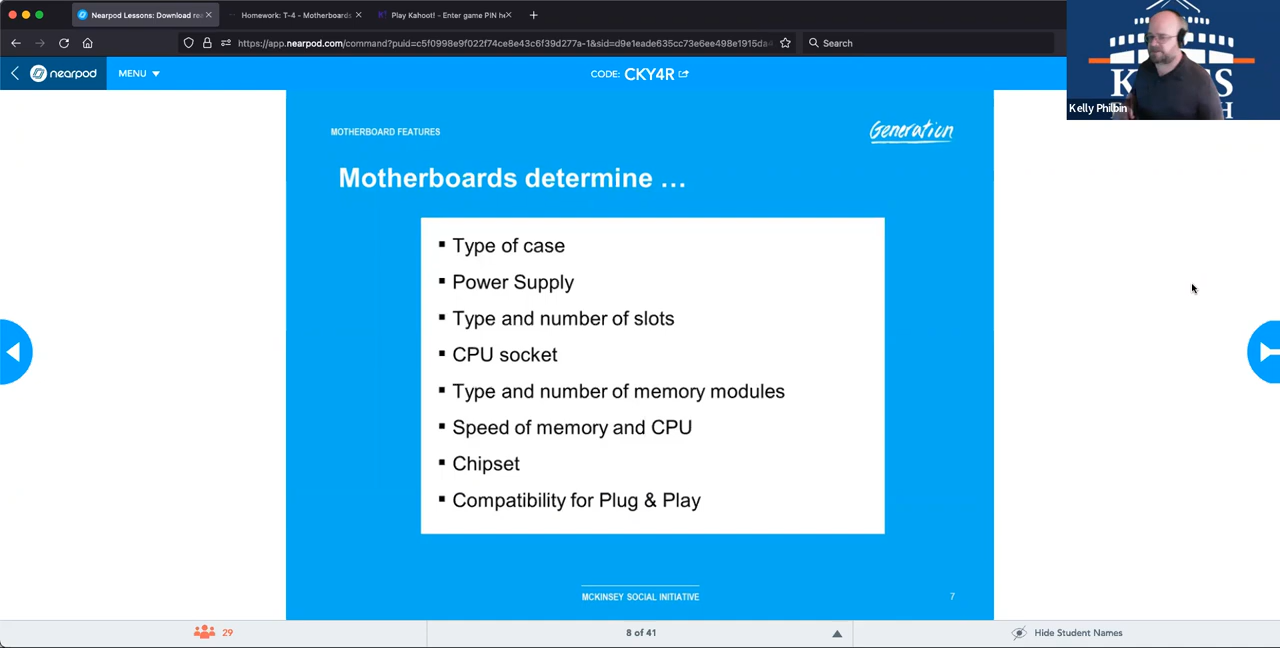 Nearpod Lessons: Download re
Homework: T-4 - Motherboards
Play Kahoot! - Enter game PIN he
https://app.nearpod.com/command?puid=c5f0998e9f022f74ce8e43c6f39d277a-1&sid=d9e1eade635cc73e6ee498e1915da4
Search
nearpod
MENU
CODE: CKY4R
Kelly Philbin
MOTHERBOARD FEATURES
Generation
Motherboards determine …
▪ Type of case
▪ Power Supply
▪ Type and number of slots
▪ CPU socket
▪ Type and number of memory modules
▪ Speed of memory and CPU
▪ Chipset
▪ Compatibility for Plug & Play
MCKINSEY SOCIAL INITIATIVE
7
29
8 of 41
Hide Student Names